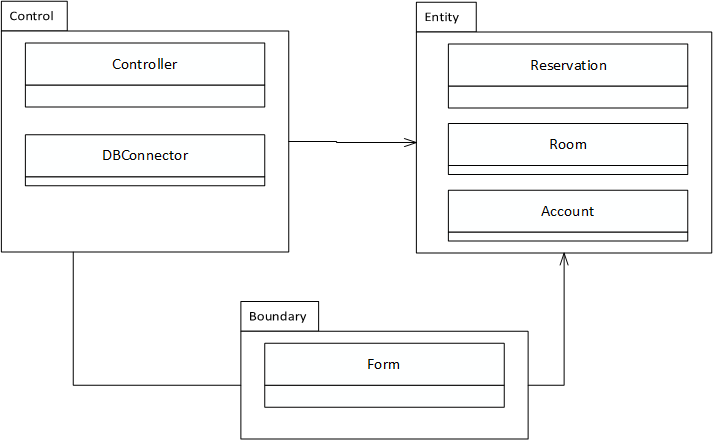 Control
Controller
DBConnector
Entity
Reservation
Room
Account
Boundary
Form